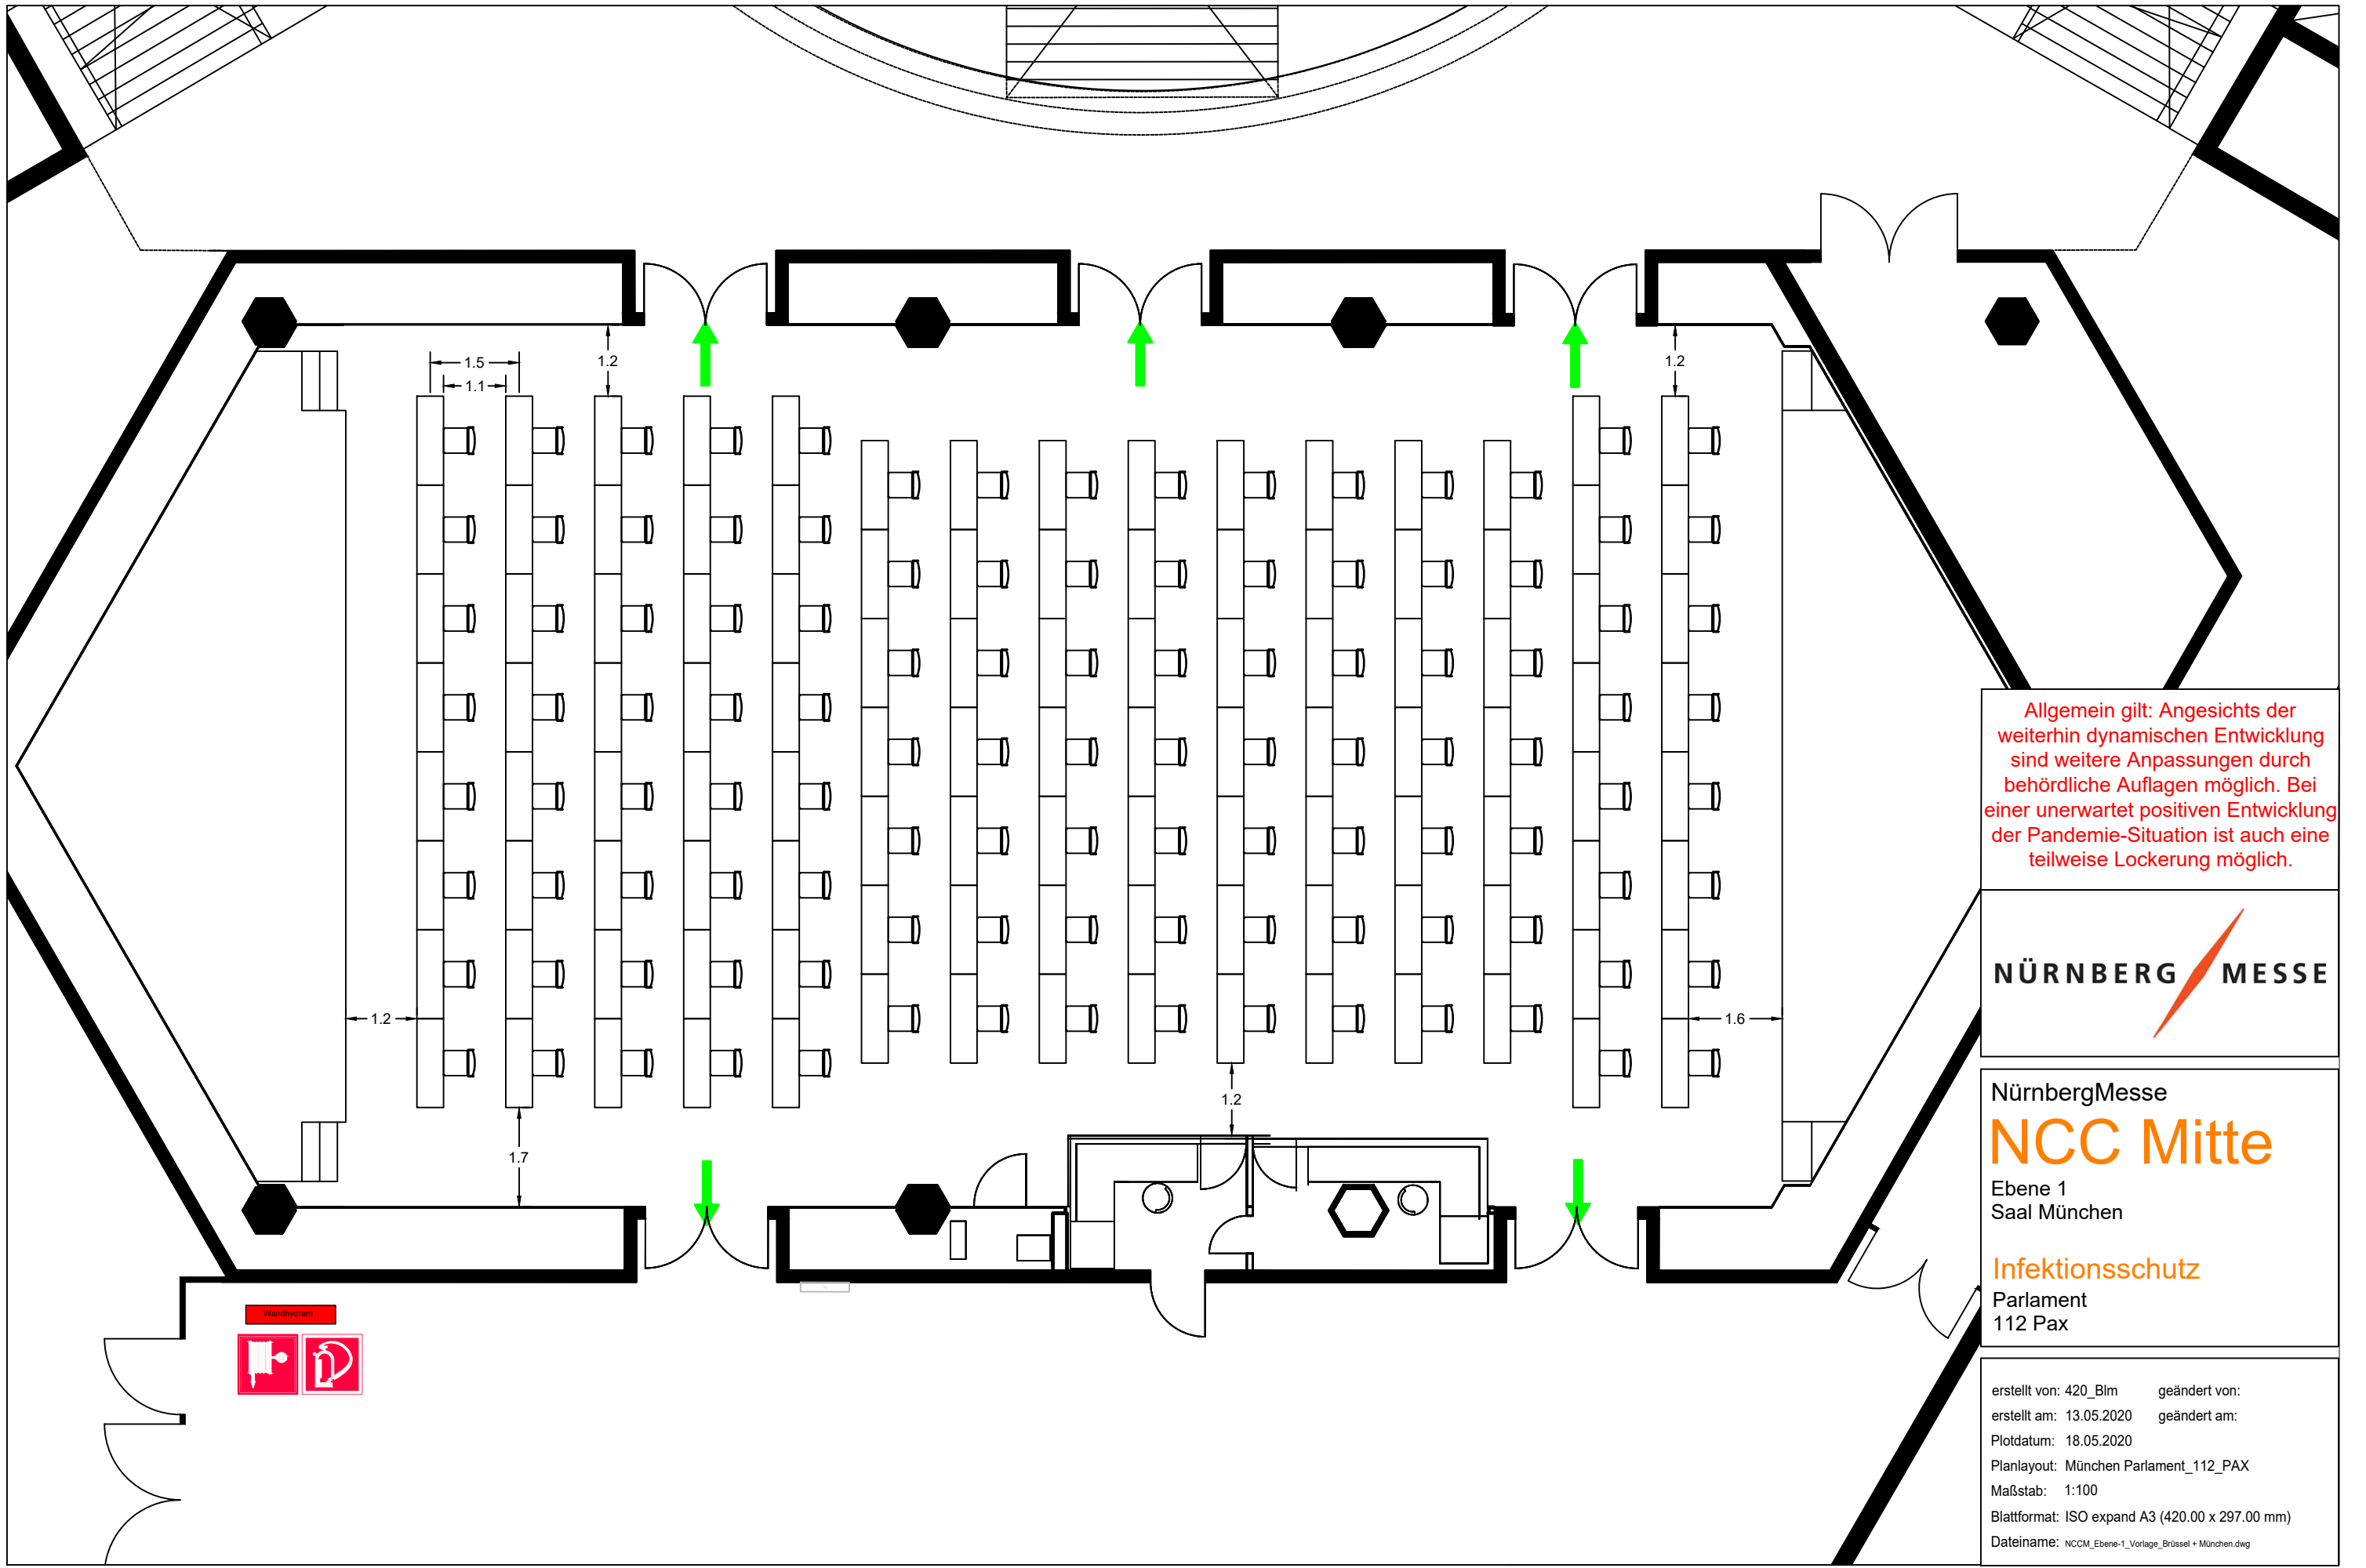 1.5
1.2
1.2
1.1
1.2
1.6
1.2
1.7
Wandhydrant
Allgemein gilt: Angesichts der
weiterhin dynamischen Entwicklung
sind weitere Anpassungen durch
behördliche Auflagen möglich. Bei
einer unerwartet positiven Entwicklung
der Pandemie-Situation ist auch eine
teilweise Lockerung möglich.
NÜRNBERG MESSE
NürnbergMesse
NCC Mitte
Ebene 1
Saal München
Infektionsschutz
Parlament
112 Pax
erstellt von: 420_Blm geändert von:
erstellt am: 13.05.2020 geändert am:
Plotdatum: 18.05.2020
Planlayout: München Parlament_112_PAX
Maßstab: 1:100
Blattformat: ISO expand A3 (420.00 x 297.00 mm)
Dateiname: NCCM_Ebene-1_Vorlage_Brüssel + München.dwg